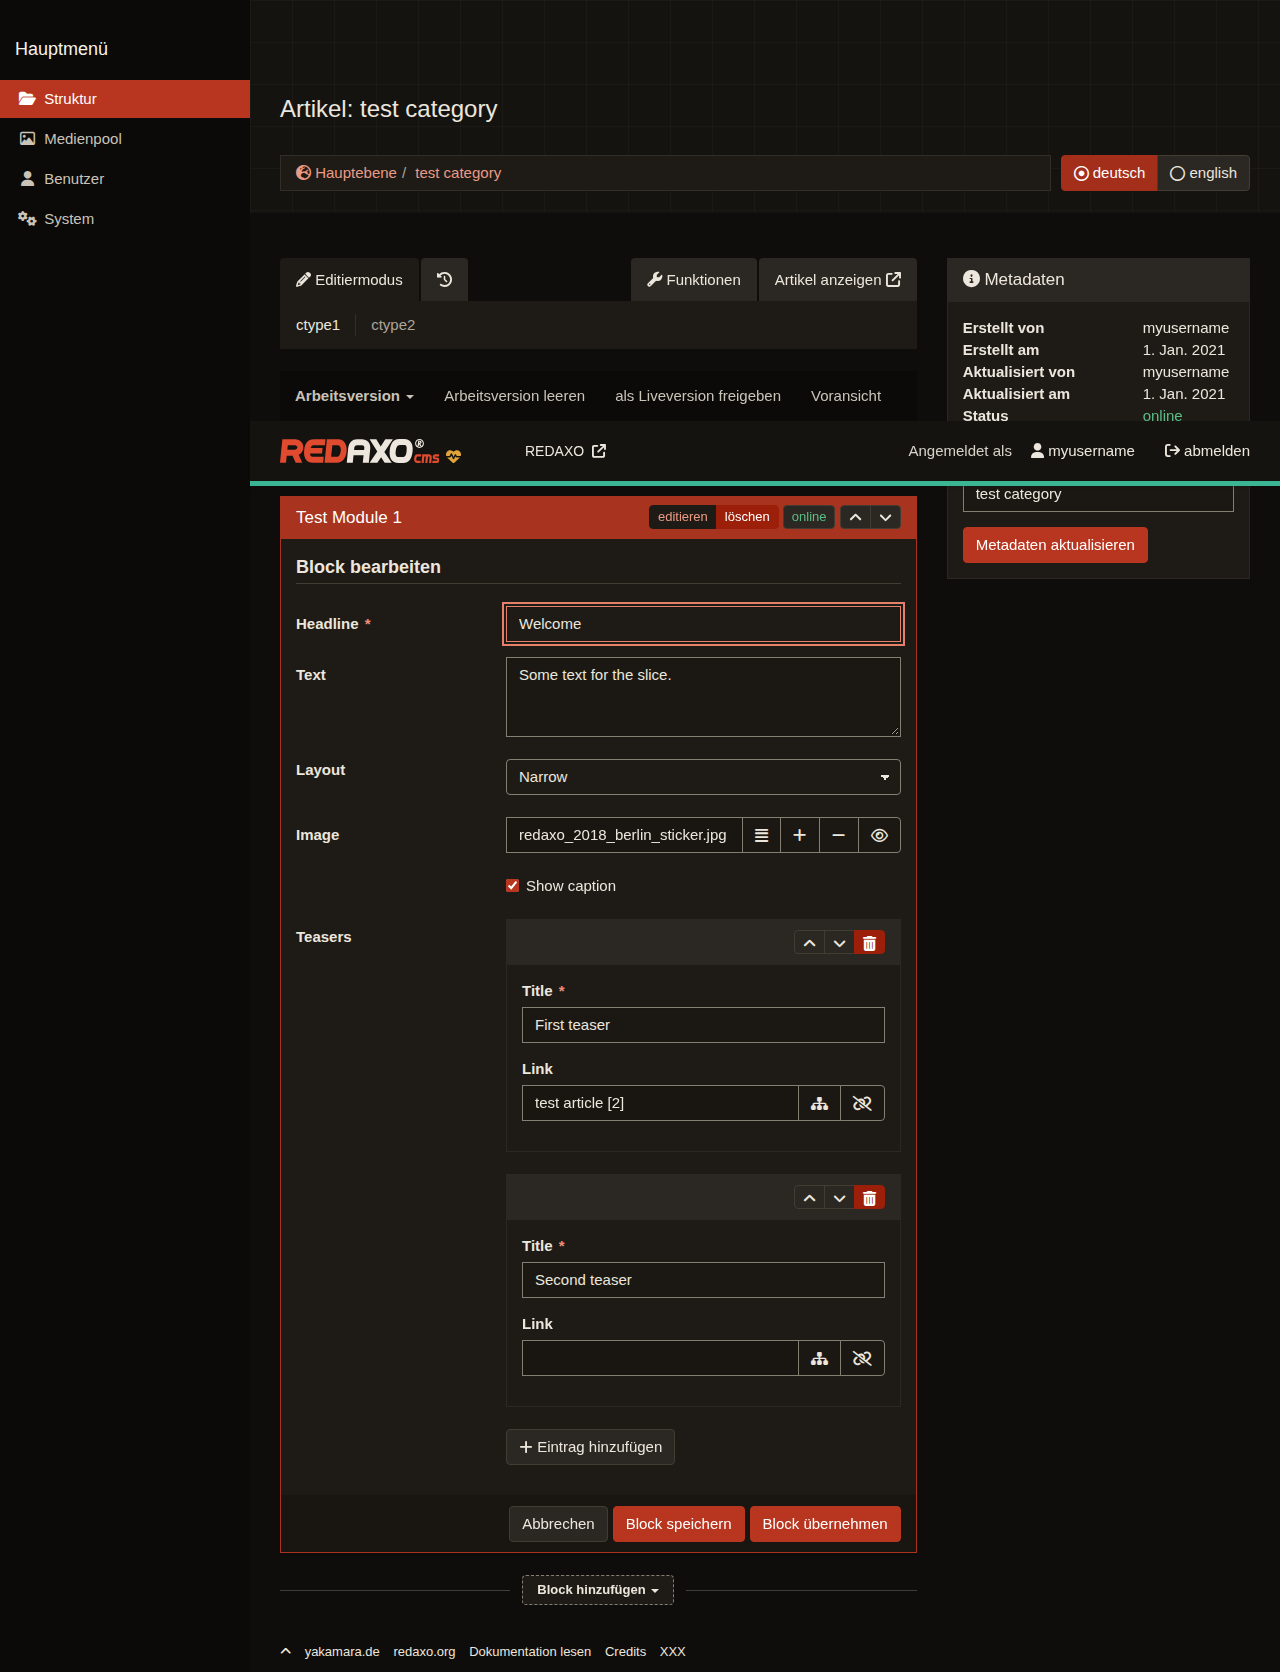 Hauptmenü
Struktur
Medienpool
Benutzer
System
Artikel: test category
Hauptebene / test category
deutsch
english
Editiermodus
Funktionen
Artikel anzeigen
ctype1
ctype2
Arbeitsversion
Arbeitsversion leeren
als Liveversion freigeben
Voransicht
Metadaten
Erstellt von myusername
Erstellt am 1. Jan. 2021
Aktualisiert von myusername
Aktualisiert am 1. Jan. 2021
Status online
REDAXO® cms
REDAXO
Angemeldet als myusername
abmelden
test category
Metadaten aktualisieren
Test Module 1
editieren
löschen
online
Block bearbeiten
Headline *
Welcome
Text
Some text for the slice.
Layout
Narrow
Image
redaxo_2018_berlin_sticker.jpg
Show caption
Teasers
Title *
First teaser
Link
test article [2]
Title *
Second teaser
Link
Eintrag hinzufügen
Abbrechen
Block speichern
Block übernehmen
Block hinzufügen
yakamara.de redaxo.org Dokumentation lesen Credits XXX